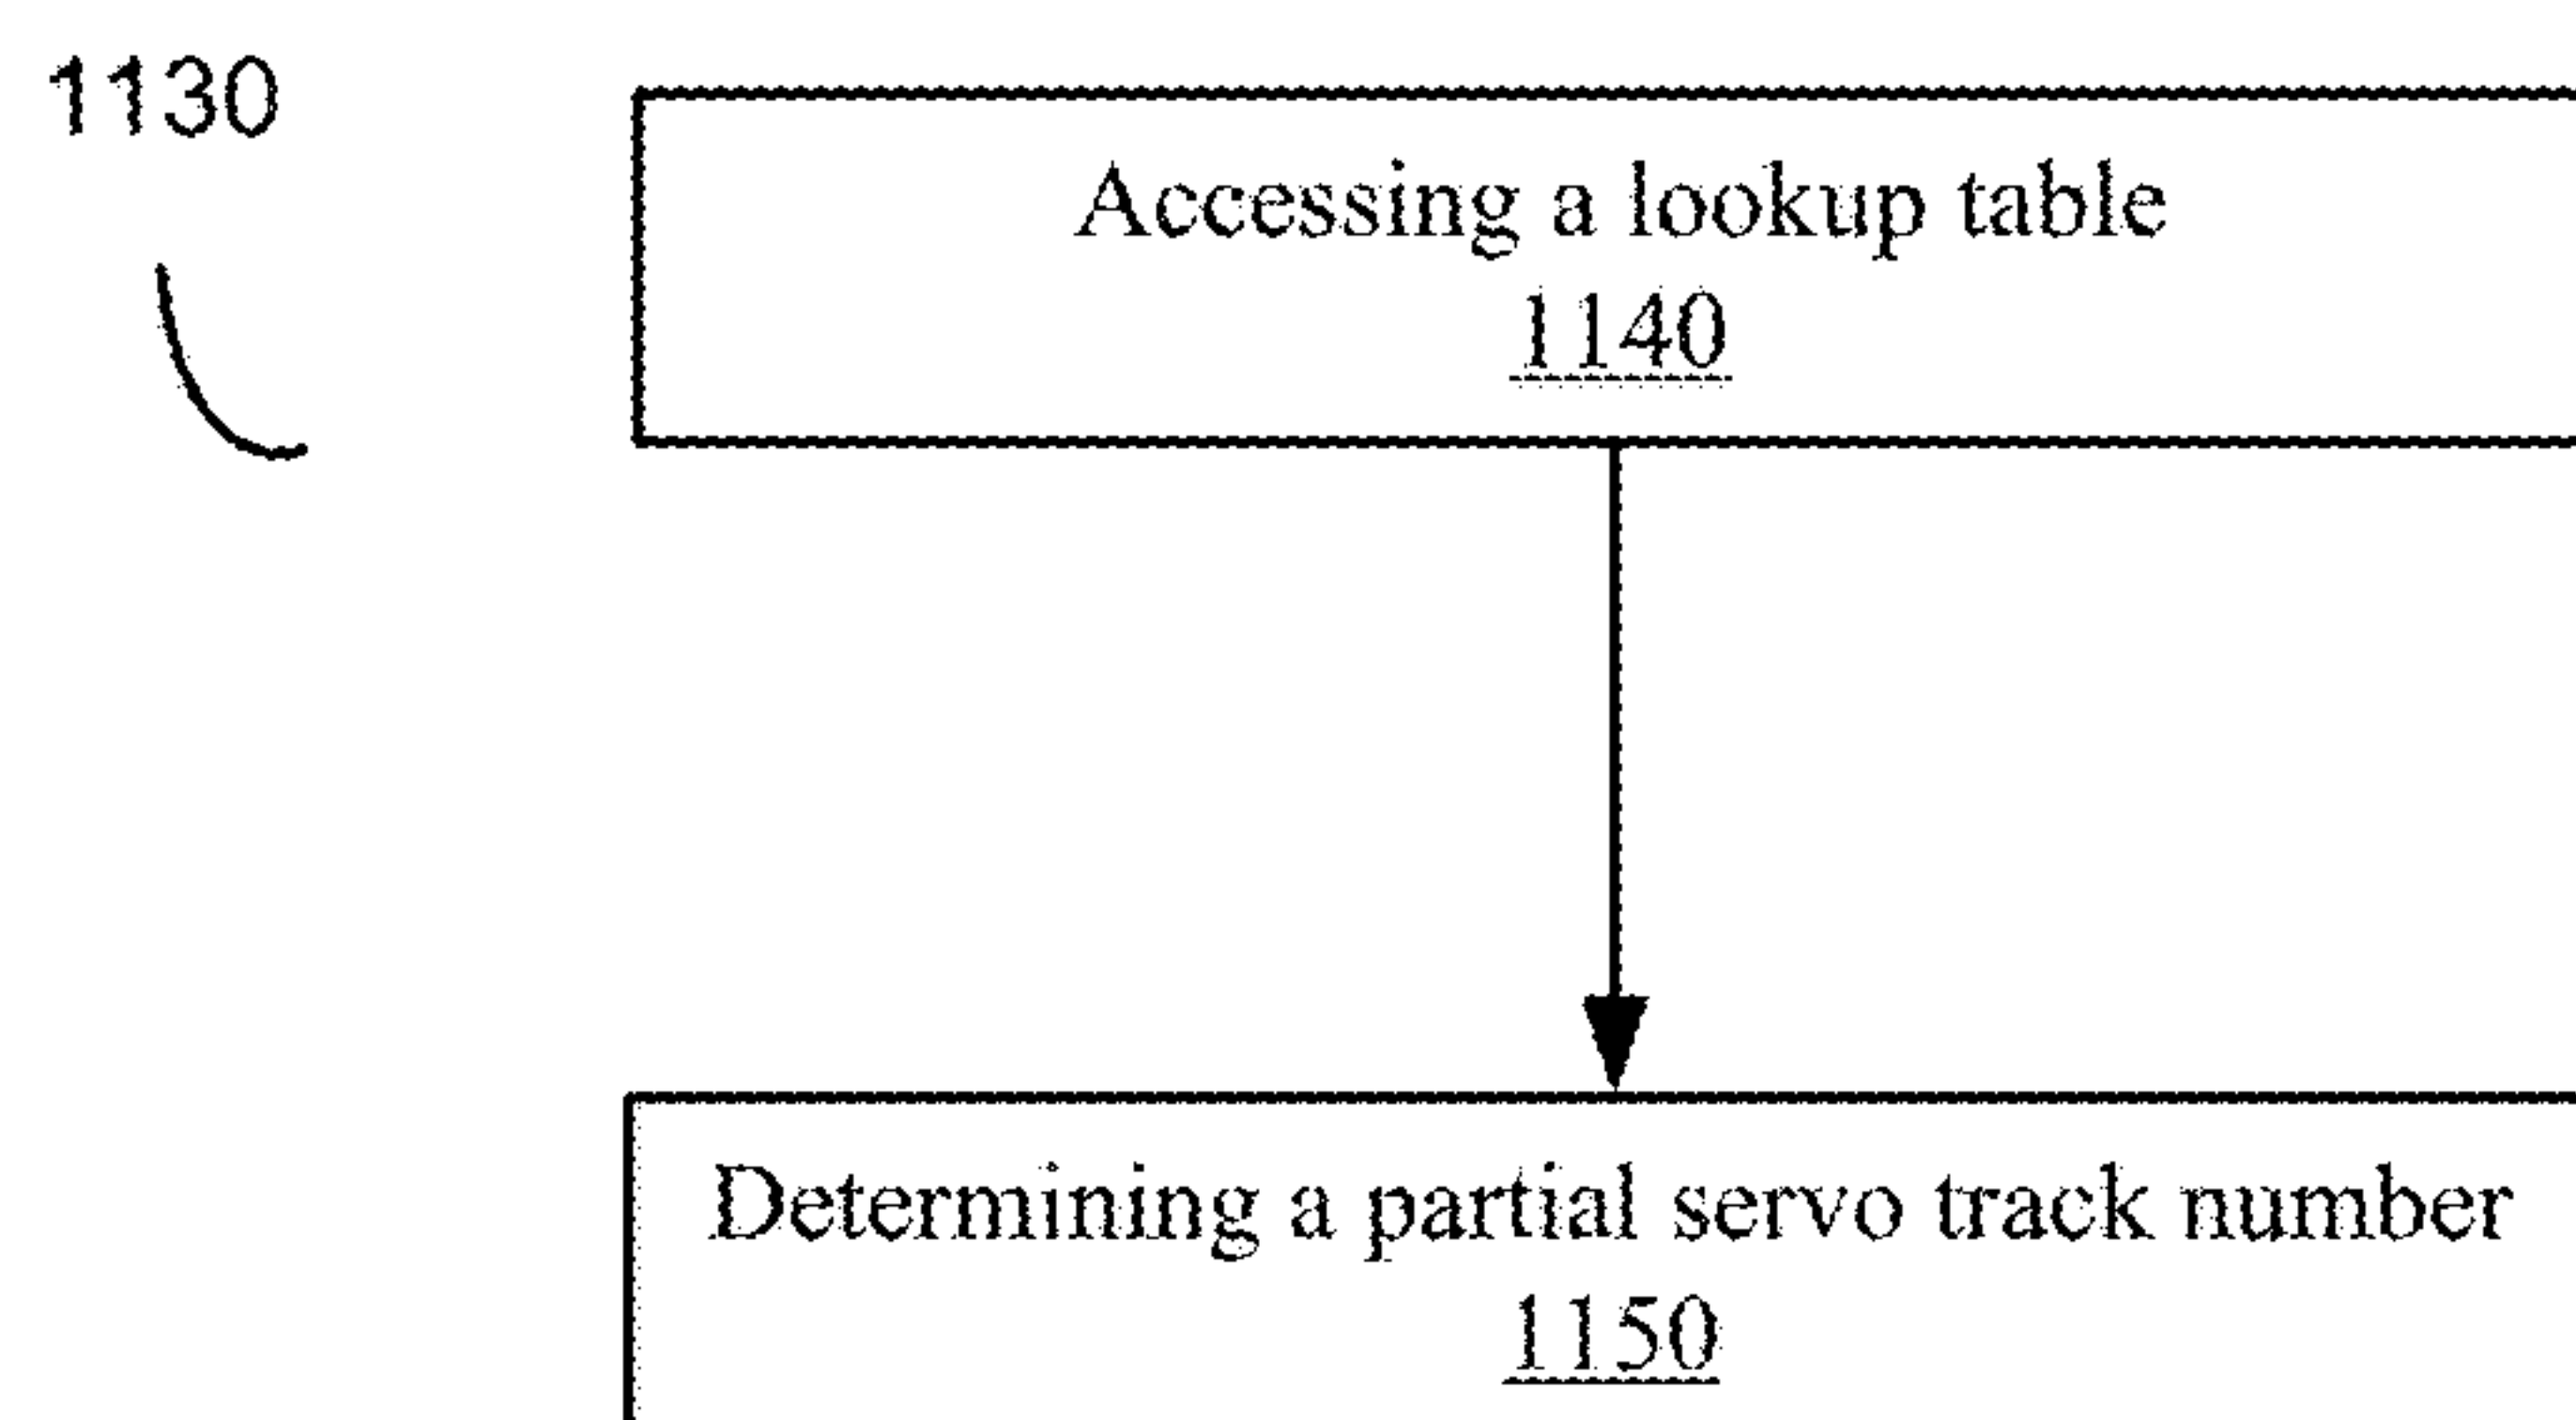 1130
Accessing a lookup table
1140
Determining a partial servo track number
1150